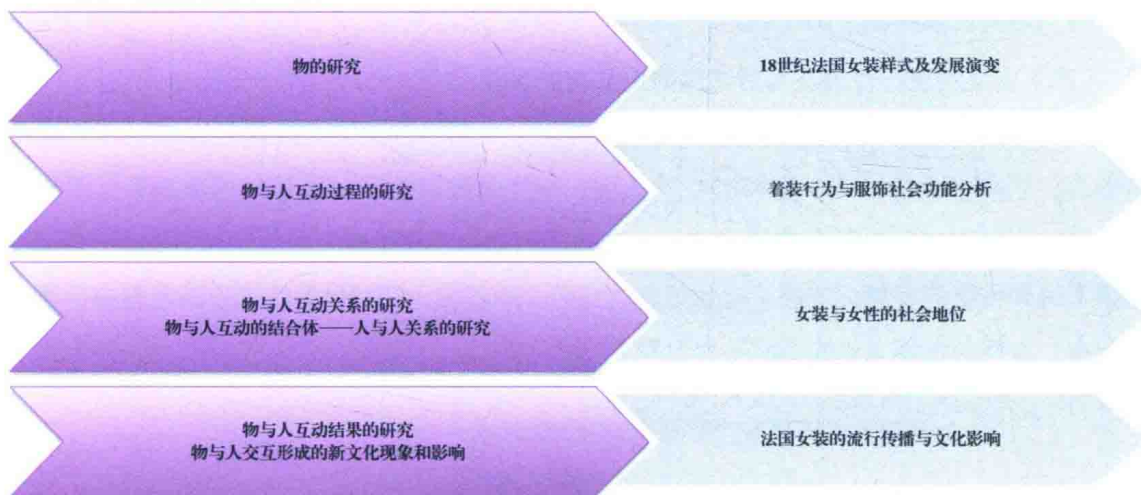 物的研究
18世纪法国女装样式及发展演变
物与人互动过程的研究
着装行为与服饰社会功能分析
物与人互动关系的研究
物与人互动的结合体——人与人关系的研究
女装与女性的社会地位
物与人互动结果的研究
物与人交互形成的新文化现象和影响
法国女装的流行传播与文化影响